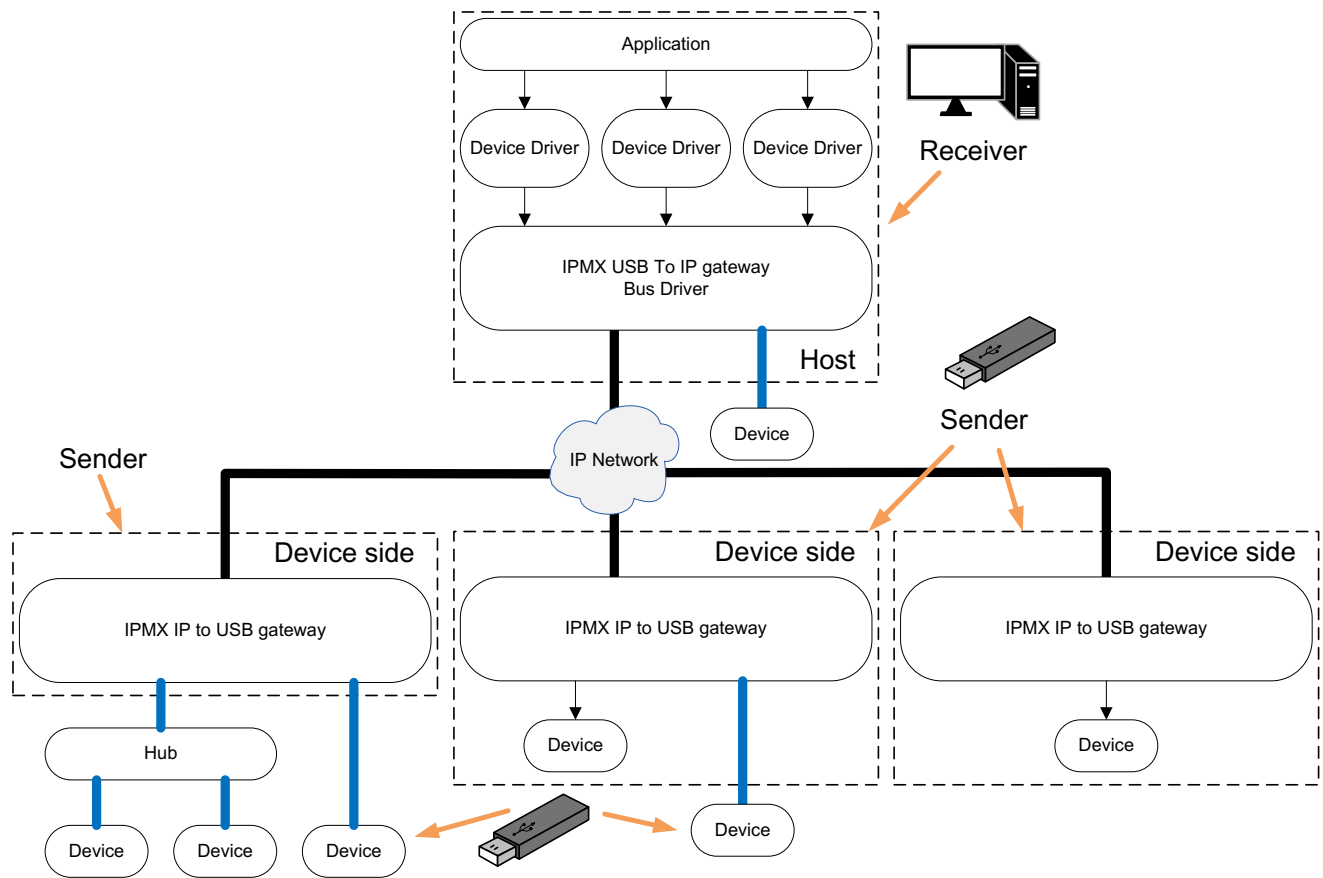 Application
Device Driver
Device Driver
Device Driver
Receiver
IPMX USB To IP gateway
Bus Driver
Host
Device
Sender
IP Network
Sender
Device side
Device side
Device side
IPMX IP to USB gateway
IPMX IP to USB gateway
IPMX IP to USB gateway
Hub
Device
Device
Device
Device
Device
Device